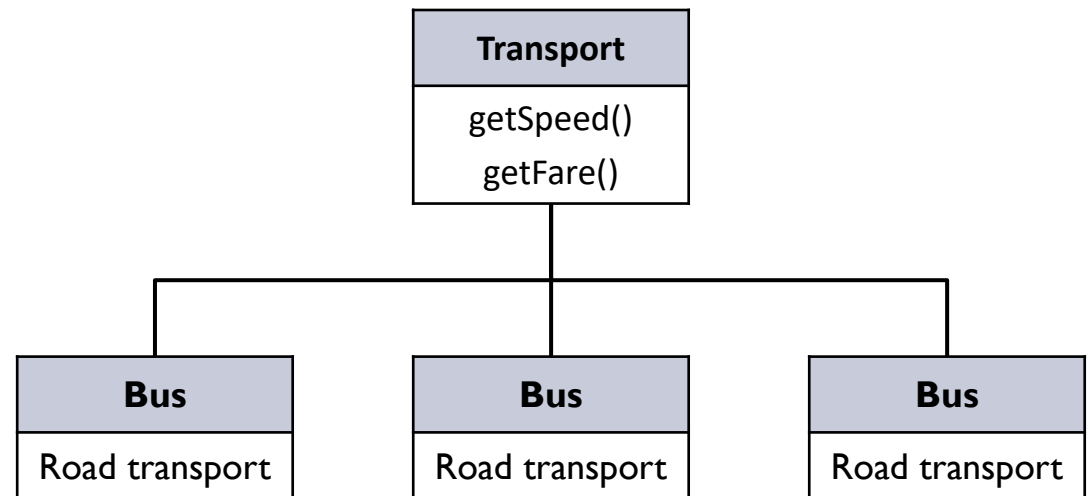 Transport
getSpeed()
getFare()
Bus
Road transport
Bus
Road transport
Bus
Road transport